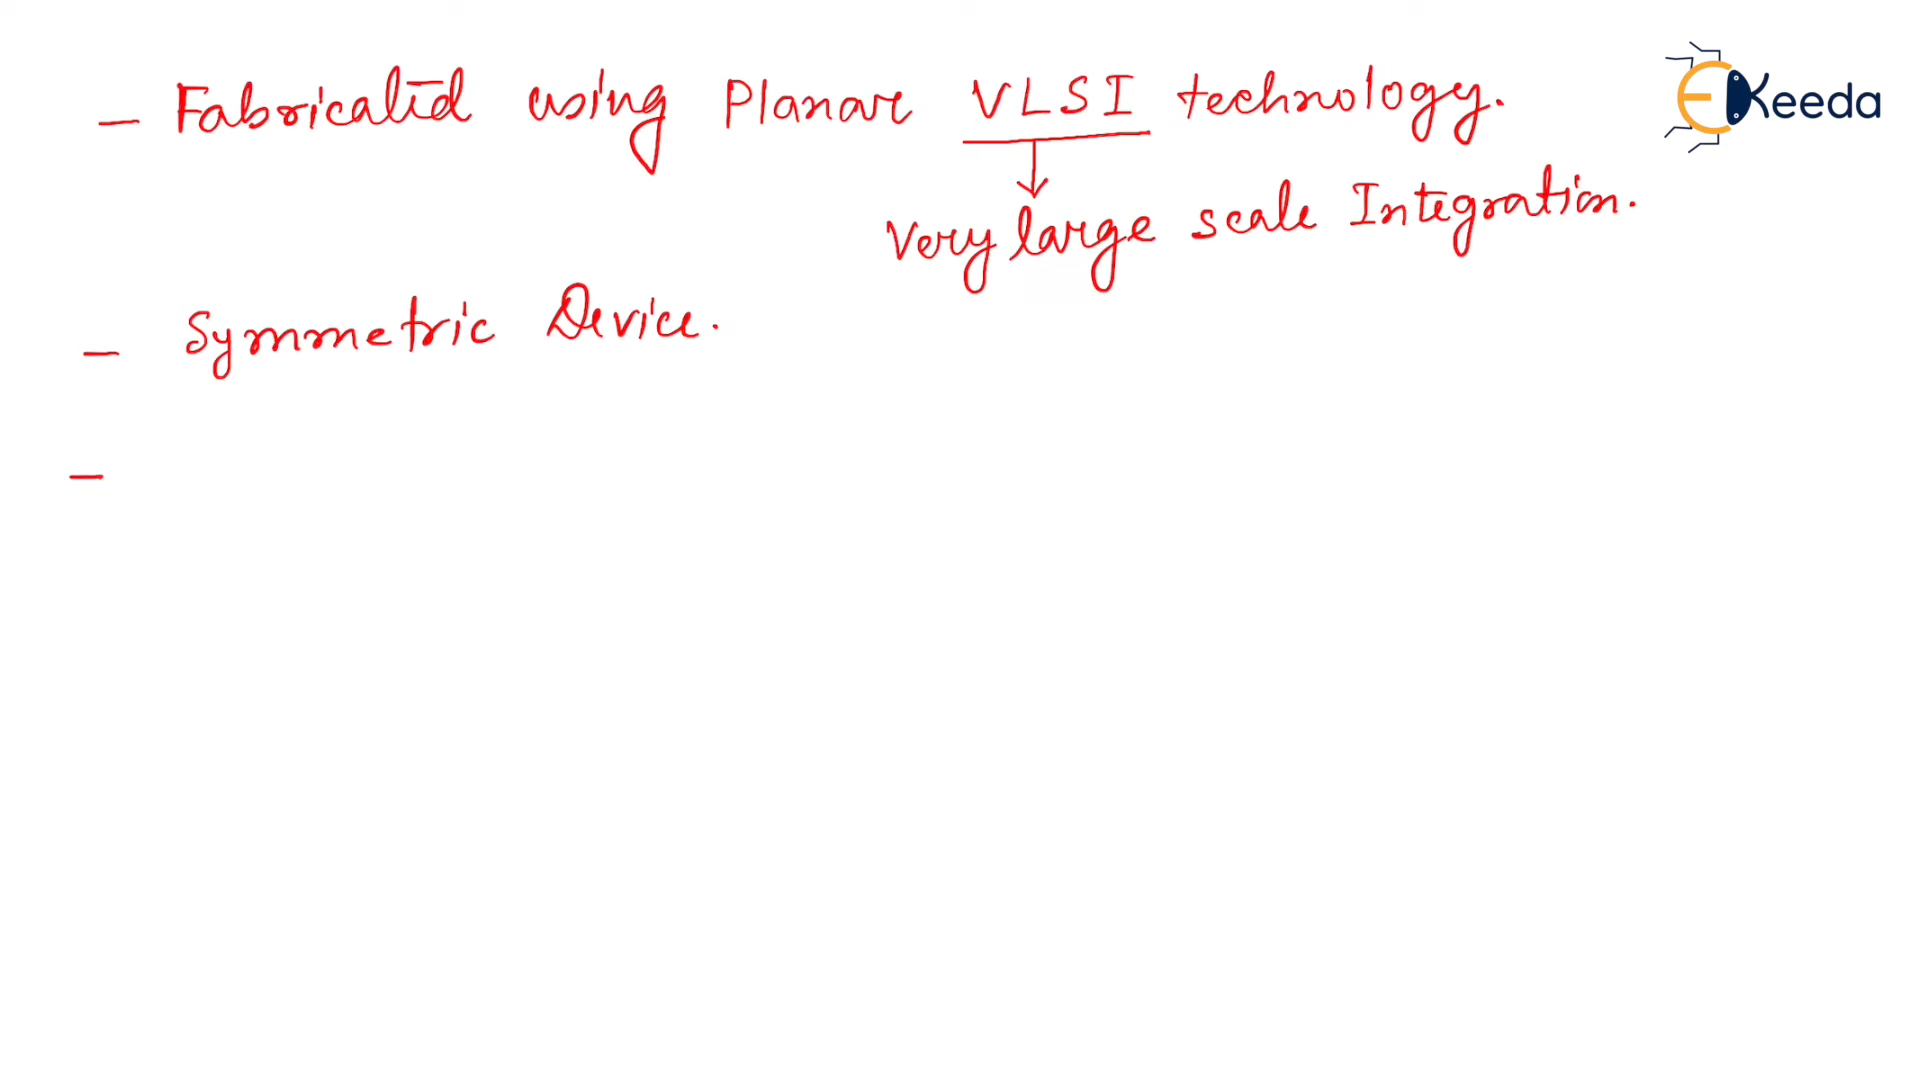 - Fabricated using Planar VLSI technology.
EKeeda
Very large scale Integration.
- Symmetric Device.
-